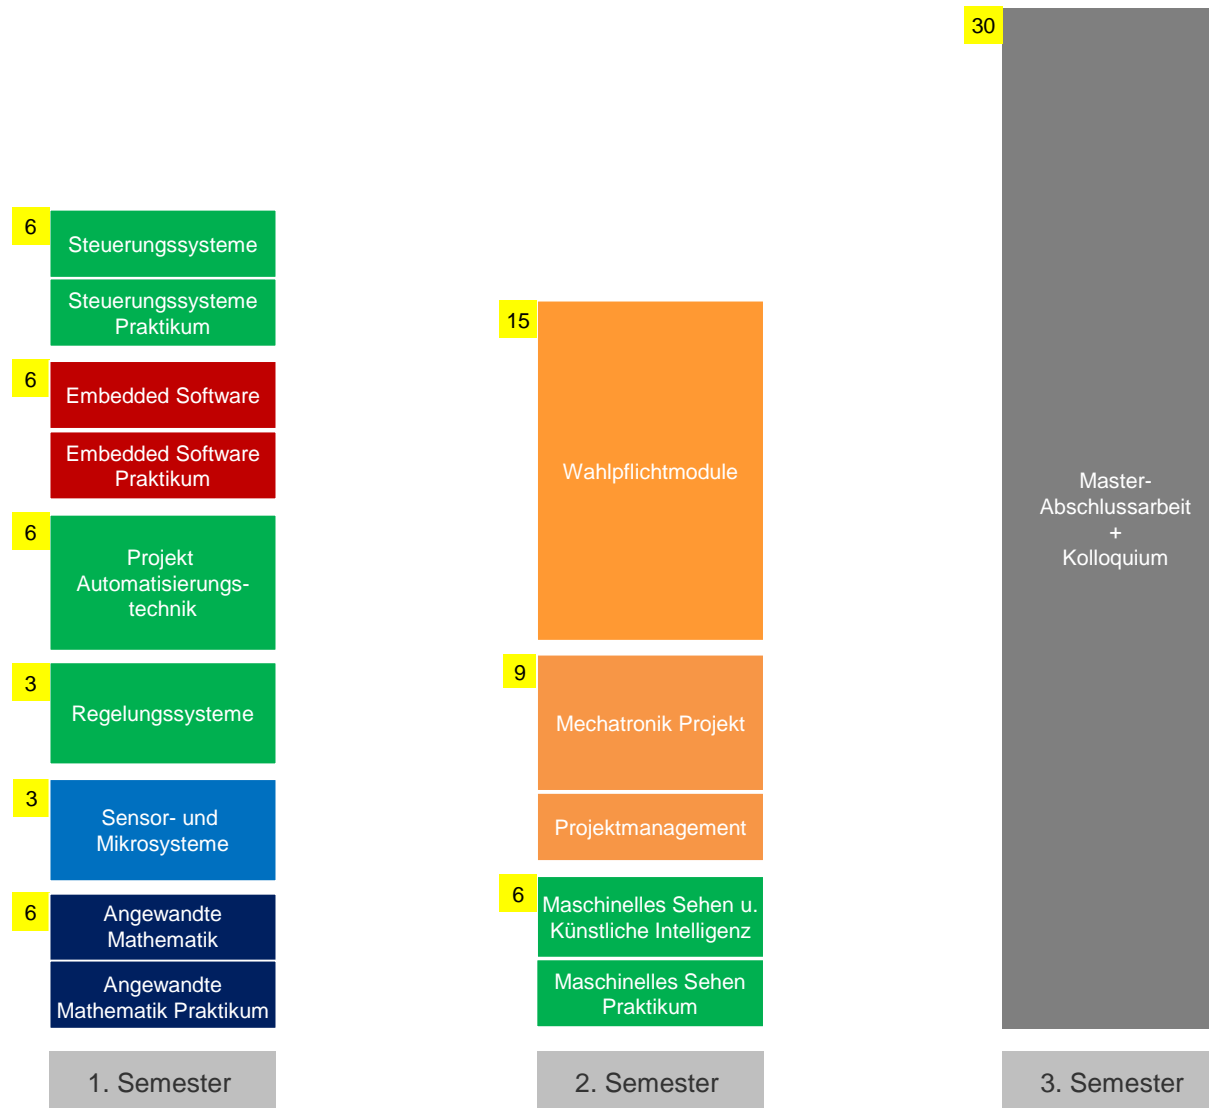 6
Steuerungssysteme
Steuerungssysteme
Praktikum
6
Embedded Software
Embedded Software
Praktikum
6
Projekt
Automatisierungs-
technik
3
Regelungssysteme
3
Sensor- und
Mikrosysteme
6
Angewandte
Mathematik
Angewandte
Mathematik Praktikum
1. Semester
15
Wahlpflichtmodule
9
Mechatronik Projekt
Projektmanagement
6
Maschinelles Sehen u.
Künstliche Intelligenz
Maschinelles Sehen
Praktikum
2. Semester
30
Master-
Abschlussarbeit
+
Kolloquium
3. Semester